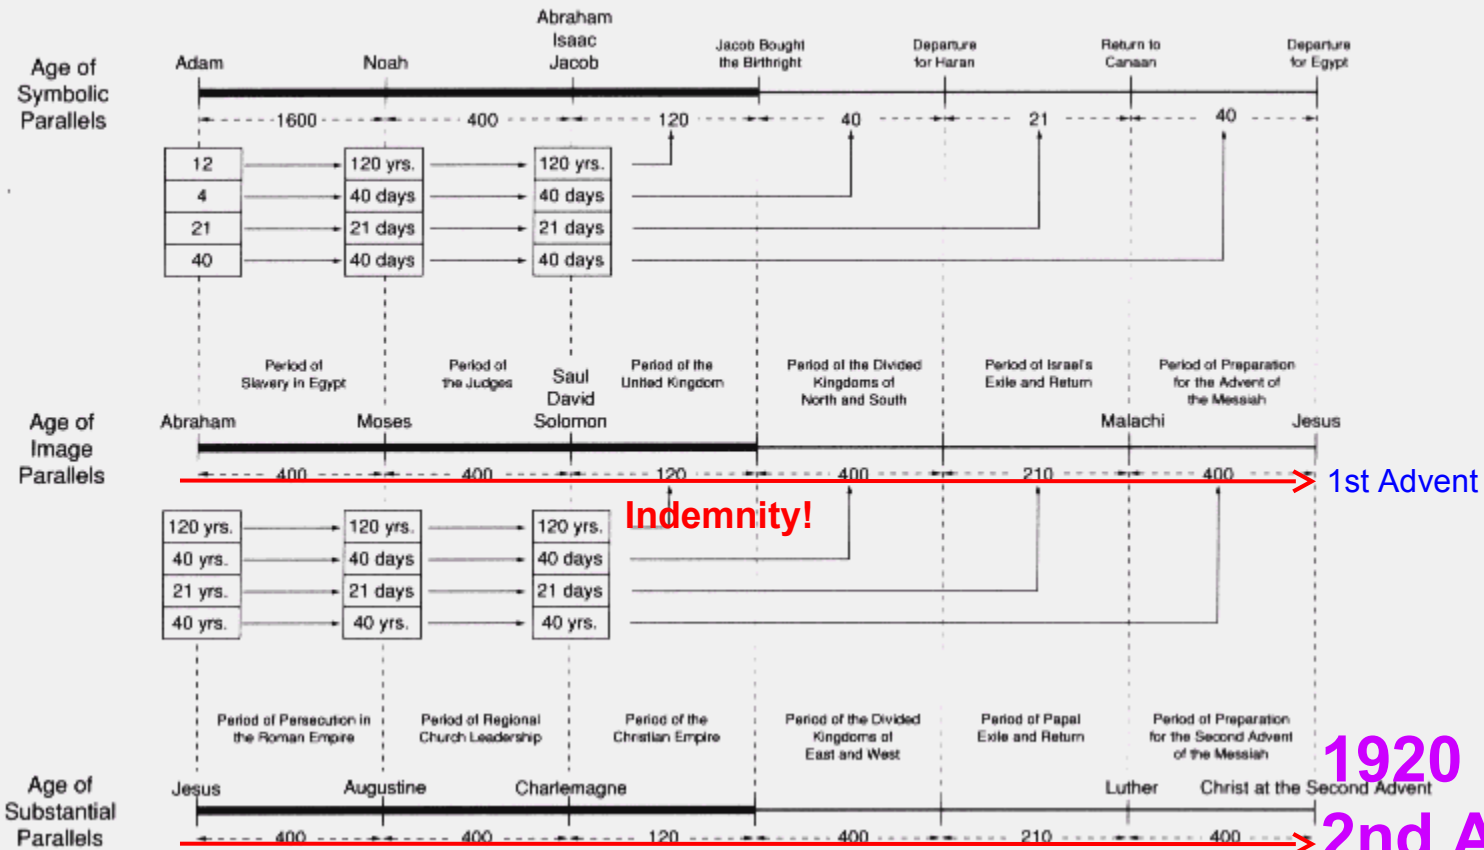 Age of
Symbolic
Parallels
Adam
Noah
Abraham
Isaac
Jacob
Jacob Bought
the Birthright
Departure
for Haran
Return to
Canaan
Departure
for Egypt
1600
400
120
40
21
40
12
120 yrs.
120 yrs.
4
40 days
40 days
21
21 days
21 days
40
40 days
40 days
Period of
Slavery in Egypt
Period of
the Judges
Period of the
United Kingdom
Period of the Divided
Kingdoms of
North and South
Period of Israel's
Exile and Return
Period of Preparation
for the Advent of
the Messiah
Age of
Image
Parallels
Abraham
Moses
Saul
David
Solomon
Malachi
Jesus
400
400
120
400
210
400
1st Advent
Indemnity!
120 yrs.
120 yrs.
120 yrs.
40 yrs.
40 days
40 days
21 yrs.
21 days
21 days
40 yrs.
40 yrs.
40 yrs.
Period of Persecution in
the Roman Empire
Period of Regional
Church Leadership
Period of the
Christian Empire
Period of the Divided
Kingdoms of
East and West
Period of Papal
Exile and Return
Period of Preparation
for the Second Advent
of the Messiah
1920
Age of
Substantial
Parallels
Jesus
Augustine
Charlemagne
Luther
Christ at the Second Advent
400
400
120
400
210
400
2nd A